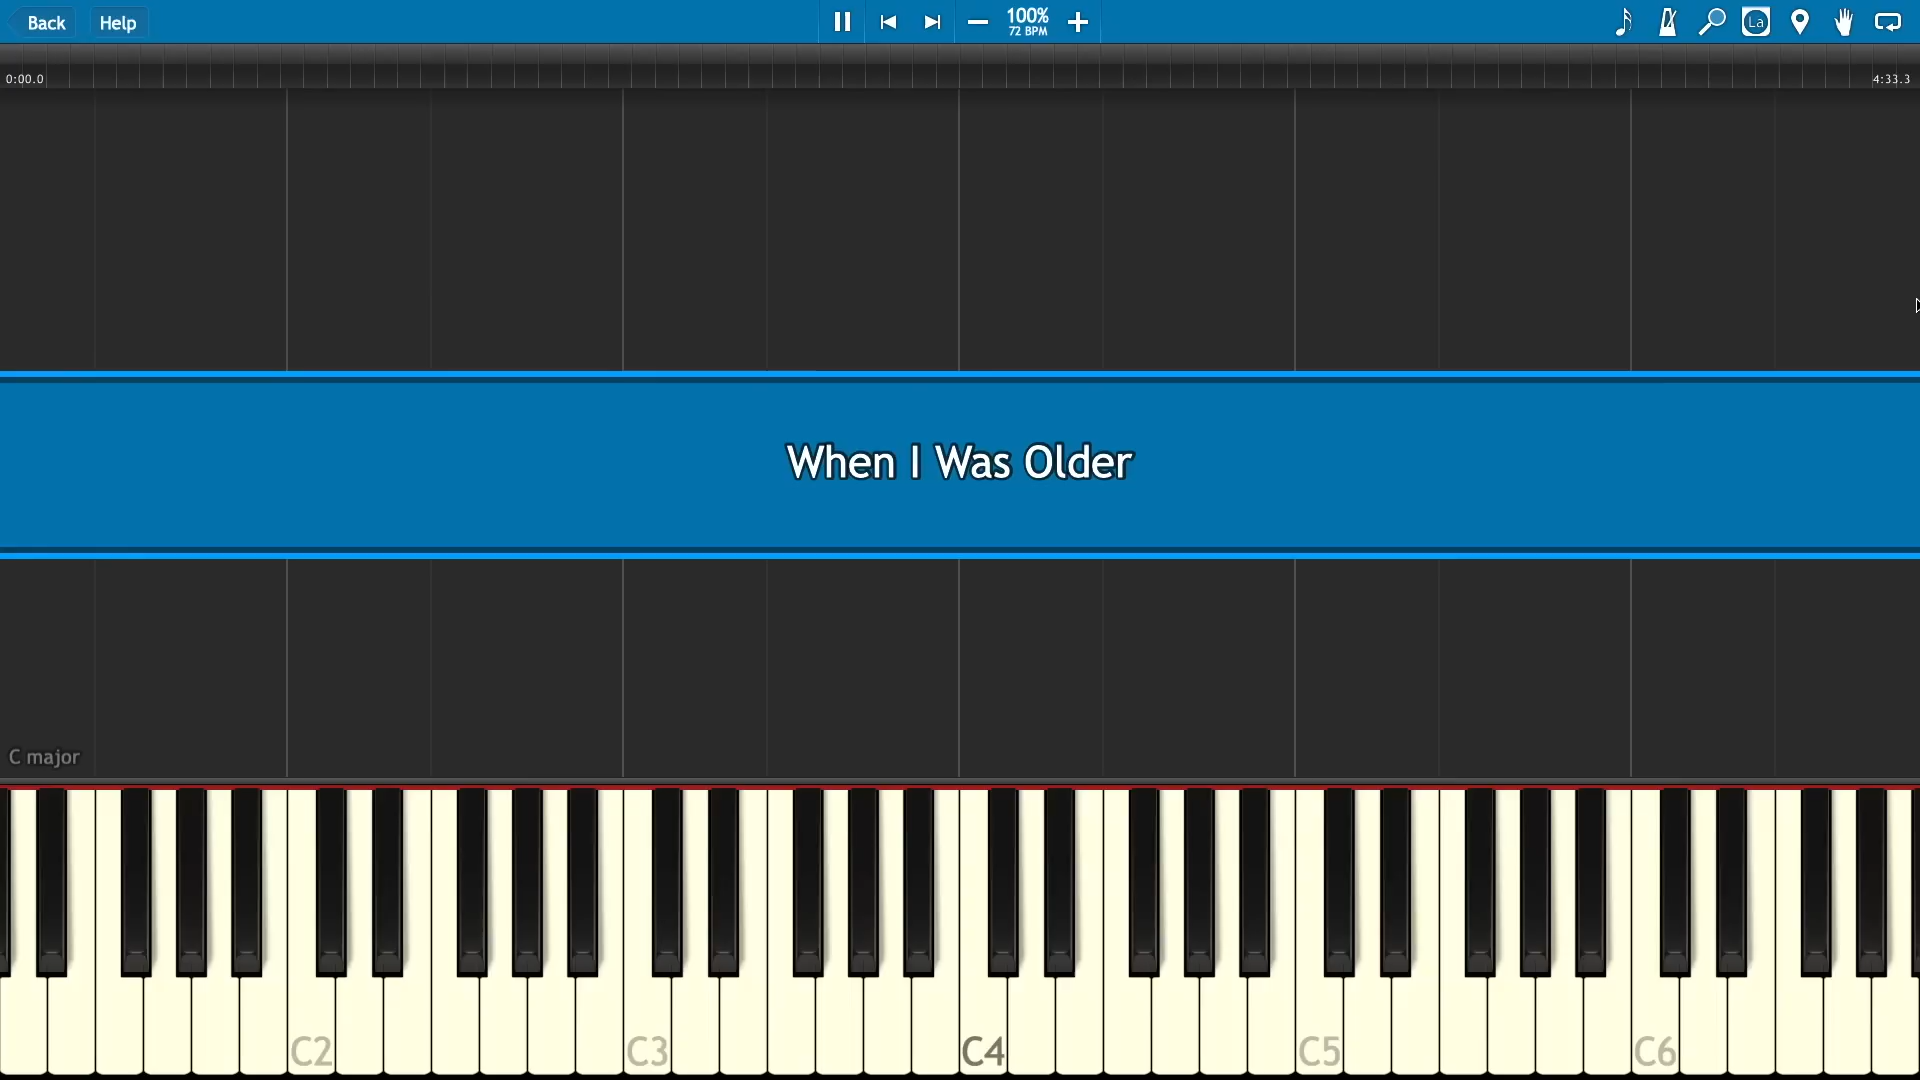 Back
Help
100%
72 BPM
La
0:00.0
4:33.3
When I Was Older
C major
C2
C3
C4
C5
C6